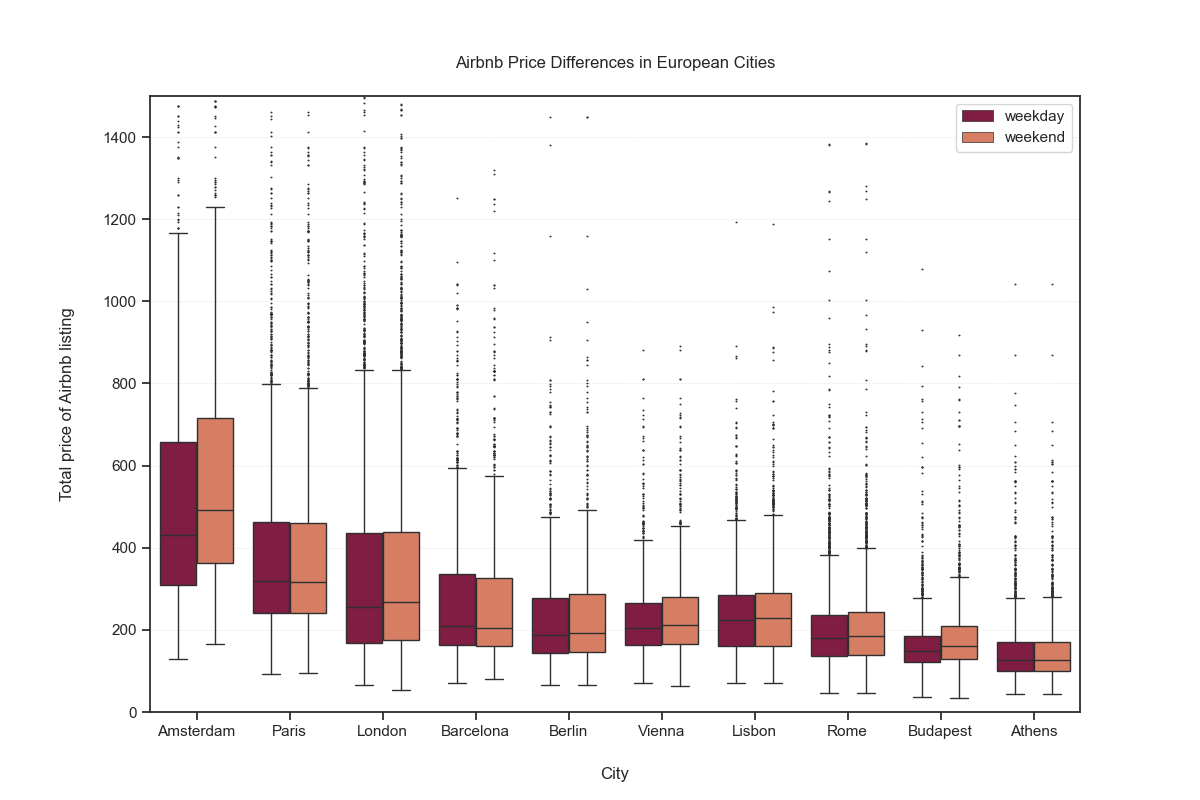 Airbnb Price Differences in European Cities
weekday
weekend
Total price of Airbnb listing
1400
1200
1000
800
600
400
200
0
Amsterdam Paris London Barcelona Berlin Vienna Lisbon Rome Budapest Athens
City